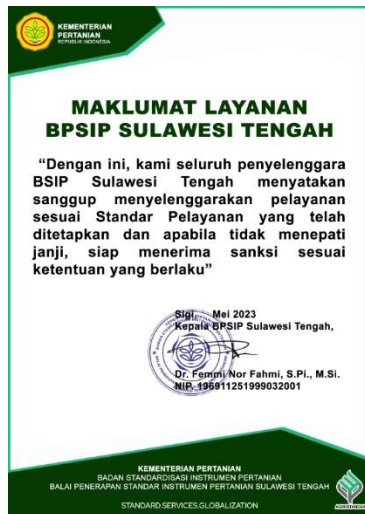 KEMENTERIAN
PERTANIAN
REPUBLIK INDONESIA
MAKLUMAT LAYANAN
BPSIP SULAWESI TENGAH
“Dengan ini, kami seluruh penyelenggara
BSIP Sulawesi Tengah menyatakan
sanggup menyelenggarakan pelayanan
sesuai Standar Pelayanan yang telah
ditetapkan dan apabila tidak menepati
janji, siap menerima sanksi sesuai
ketentuan yang berlaku”
Sigi, Mei 2023
Kepala BPSIP Sulawesi Tengah,
Dr. Femmi Nor Fahmi, S.Pi., M.Si.
NIP. 196911251999032001
KEMENTERIAN PERTANIAN
BADAN STANDARDISASI INSTRUMEN PERTANIAN
BALAI PENERAPAN STANDAR INSTRUMEN PERTANIAN SULAWESI TENGAH
STANDARD.SERVICES.GLOBALIZATION